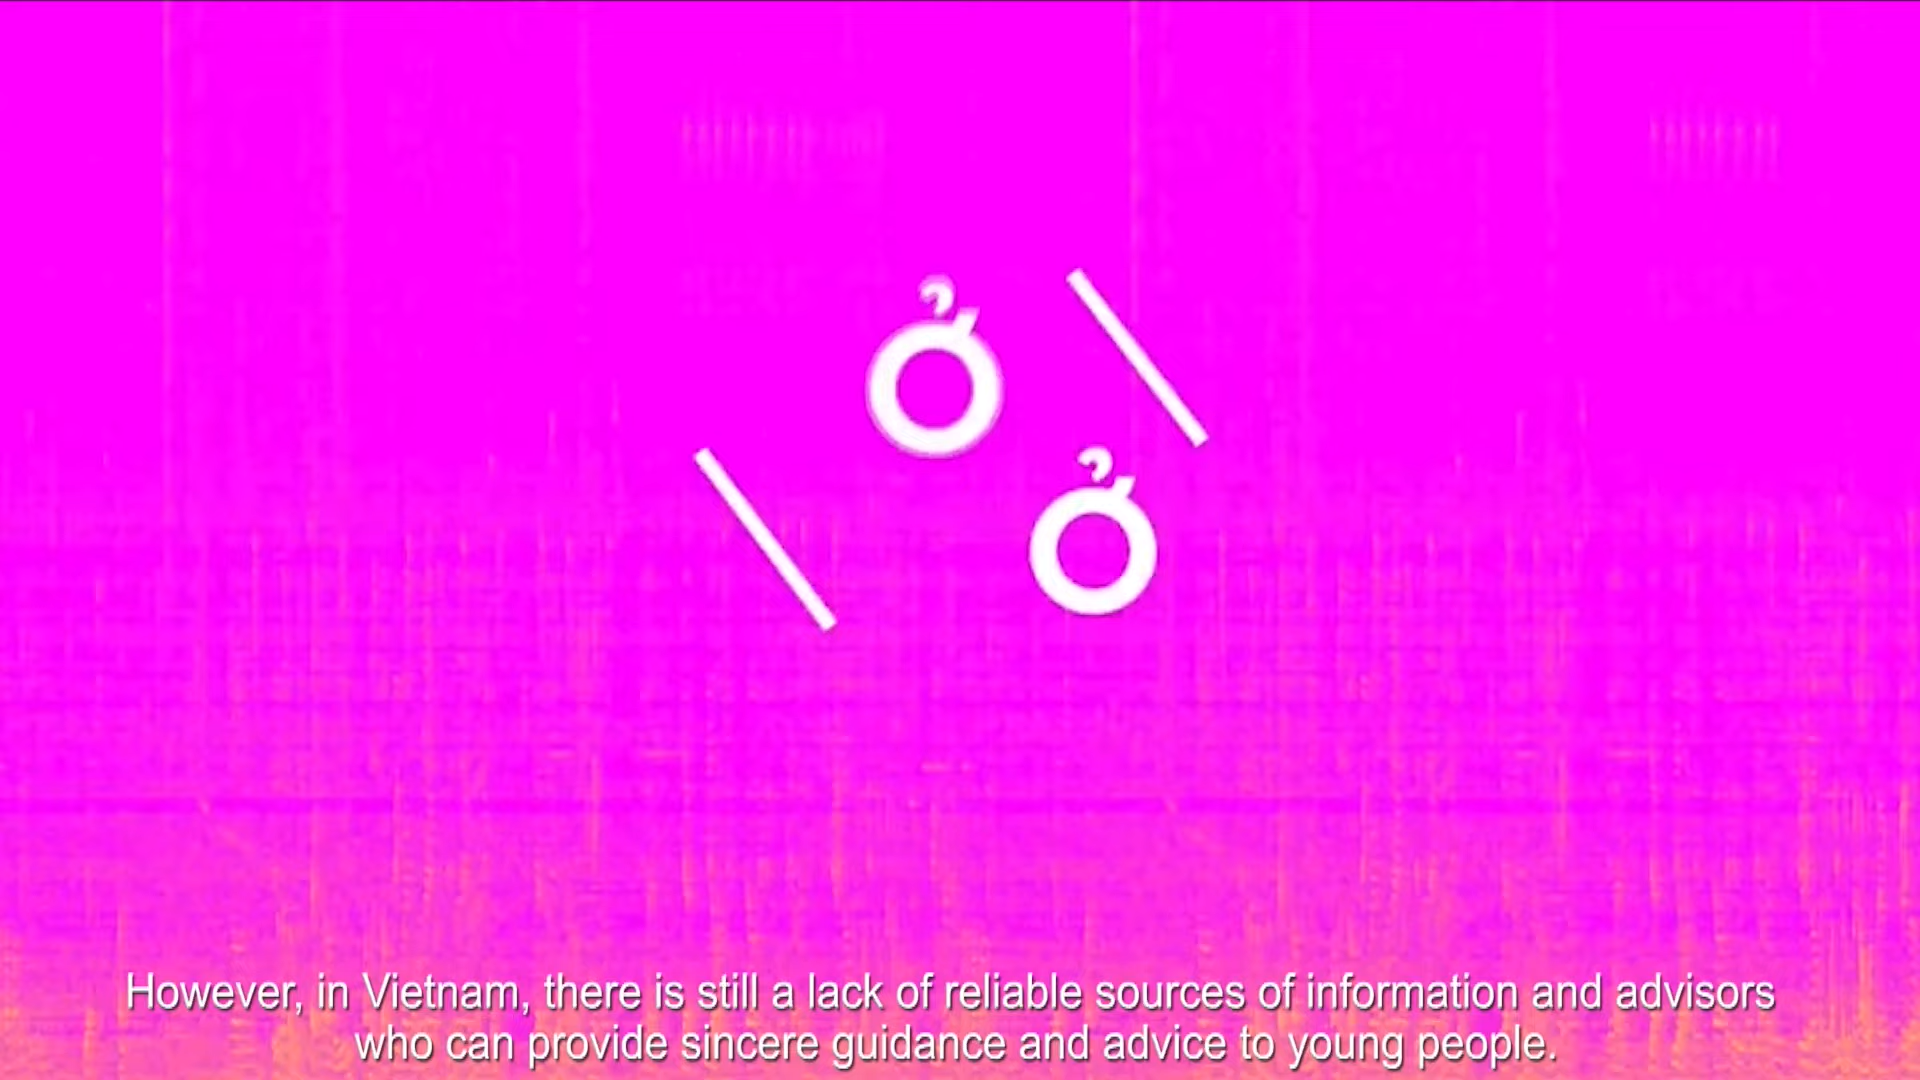 Ở \
\ Ở
However, in Vietnam, there is still a lack of reliable sources of information and advisors
who can provide sincere guidance and advice to young people.